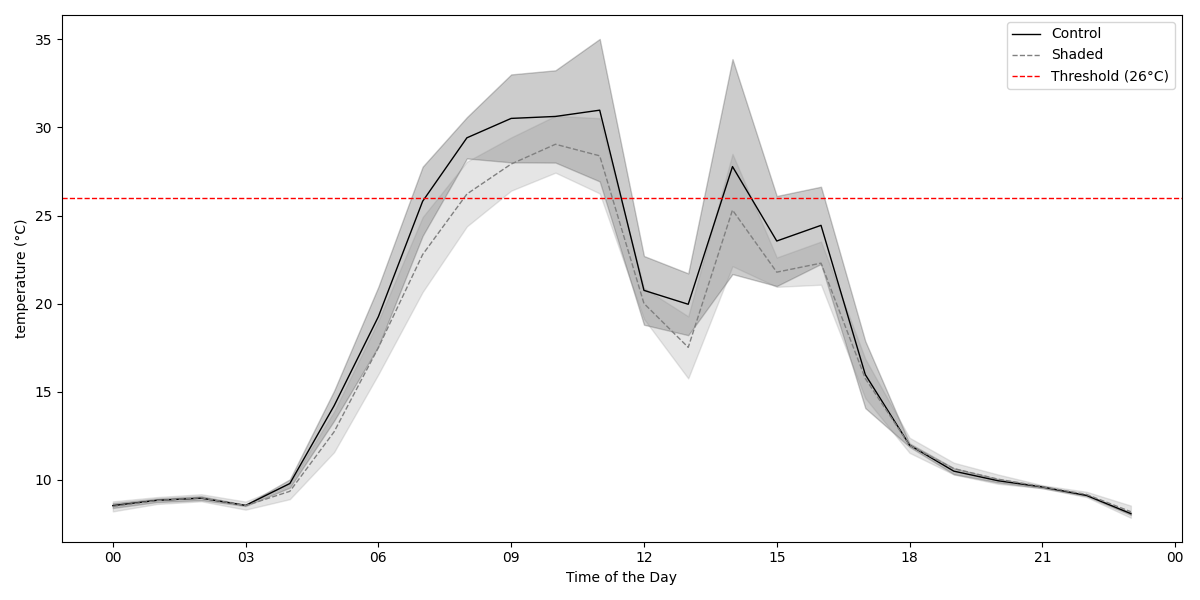 Control
Shaded
Threshold (26°C)
temperature (°C)
35
30
25
20
15
10
00 03 06 09 12 15 18 21 00
Time of the Day